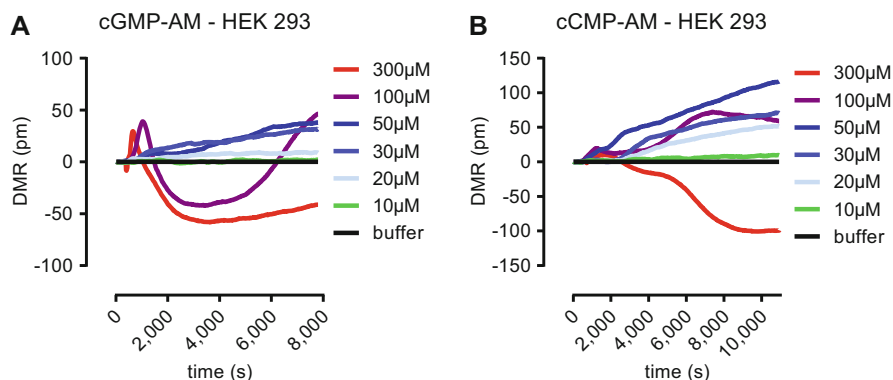 A
cGMP-AM - HEK 293
DMR (pm)
100
50
0
-50
-100
0
2,000
4,000
6,000
8,000
time (s)
300µM
100µM
50µM
30µM
20µM
10µM
buffer
B
cCMP-AM - HEK 293
DMR (pm)
150
100
50
0
-50
-100
-150
0
2,000
4,000
6,000
8,000
10,000
time (s)
300µM
100µM
50µM
30µM
20µM
10µM
buffer